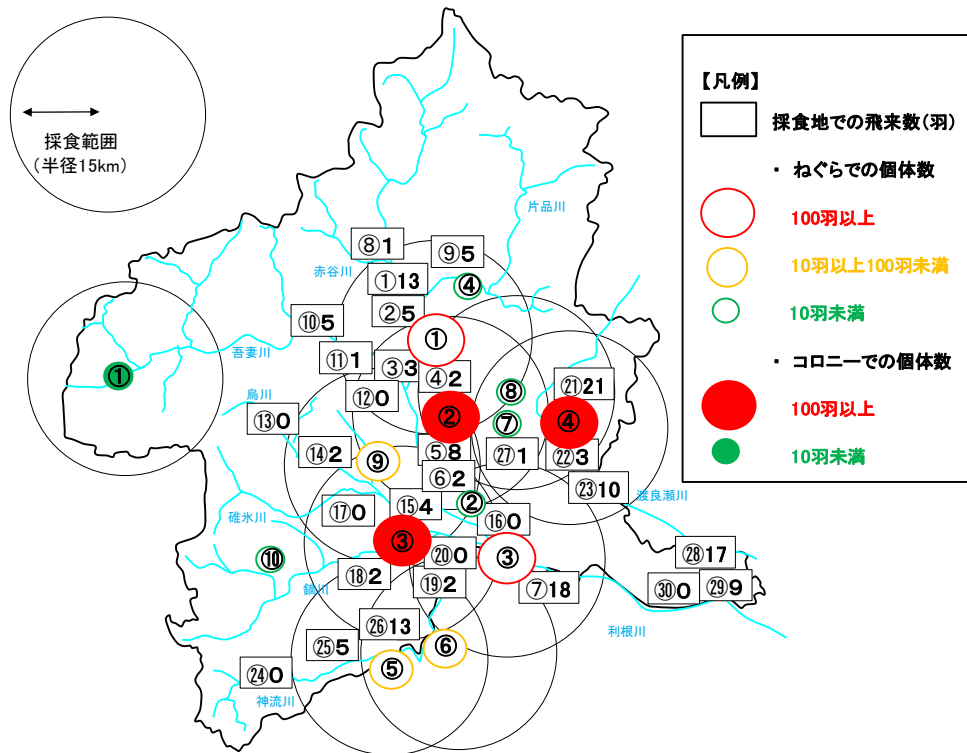 採食範囲
(半径15km)
【凡例】
採食地での飛来数(羽)
・ ねぐらでの個体数
100羽以上
10羽以上100羽未満
10羽未満
・ コロニーでの個体数
100羽以上
10羽未満
片品川
⑧1
⑨5
赤谷川
①13
④
②5
⑩5
①
吾妻川
⑪1
③3
④2
①
⑧
㉑21
烏川
⑫0
②
⑦
④
⑬0
⑭2
⑨
⑤8
㉗1
㉒3
⑥2
㉓10
渡良瀬川
⑰0
⑮4
②
⑯0
碓氷川
③
⑳0
③
㉘17
⑩
⑱2
⑲2
⑦18
㉚0
㉙9
鏑川
利根川
㉖13
㉕5
⑥
㉔0
⑤
神流川